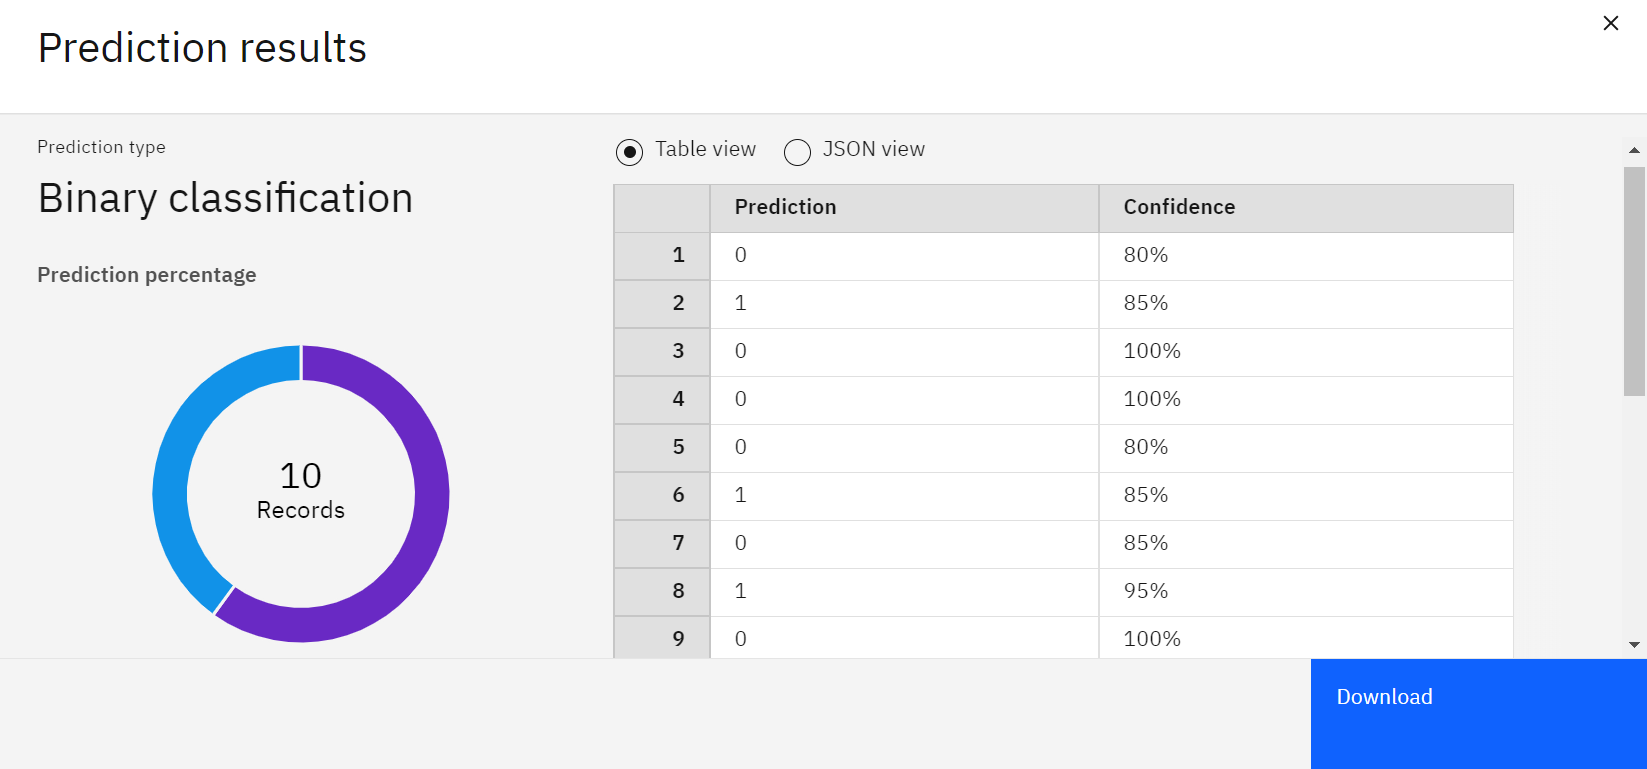 Prediction results
Prediction type
Binary classification
Prediction percentage
10
Records
Table view JSON view
Prediction Confidence
1 0 80%
2 1 85%
3 0 100%
4 0 100%
5 0 80%
6 1 85%
7 0 85%
8 1 95%
9 0 100%
Download